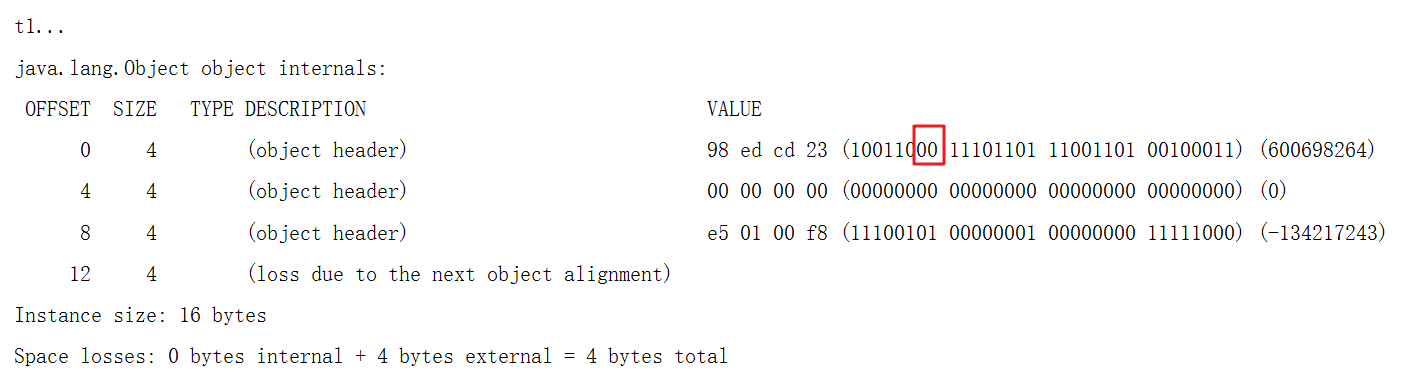 t1...
java.lang.Object object internals:
OFFSET SIZE TYPE DESCRIPTION VALUE
0 4 (object header) 98 ed cd 23 (10011000 11101101 11001101 00100011) (600698264)
4 4 (object header) 00 00 00 00 (00000000 00000000 00000000 00000000) (0)
8 4 (object header) e5 01 00 f8 (11100101 00000001 00000000 11111000) (-134217243)
12 4 (loss due to the next object alignment)
Instance size: 16 bytes
Space losses: 0 bytes internal + 4 bytes external = 4 bytes total